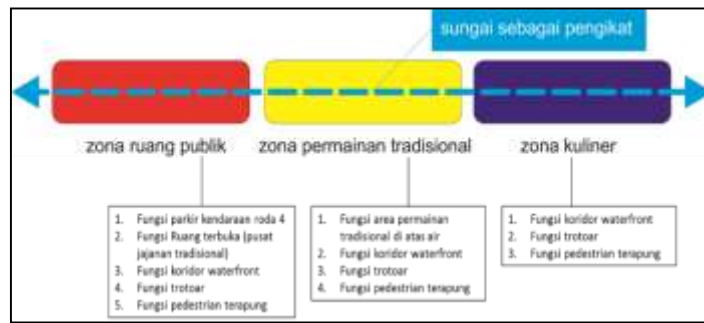 sungai sebagai pengikat
zona ruang publik
zona permainan tradisional
zona kuliner
1. Fungsi parkir kendaraan roda 4
2. Fungsi Ruang terbuka (pusat
jajanan tradisional)
3. Fungsi koridor waterfront
4. Fungsi trotoar
5. Fungsi pedestrian terapung
1. Fungsi area permainan
tradisional di atas air
2. Fungsi koridor waterfront
3. Fungsi trotoar
4. Fungsi pedestrian terapung
1. Fungsi koridor waterfront
2. Fungsi trotoar
3. Fungsi pedestrian terapung